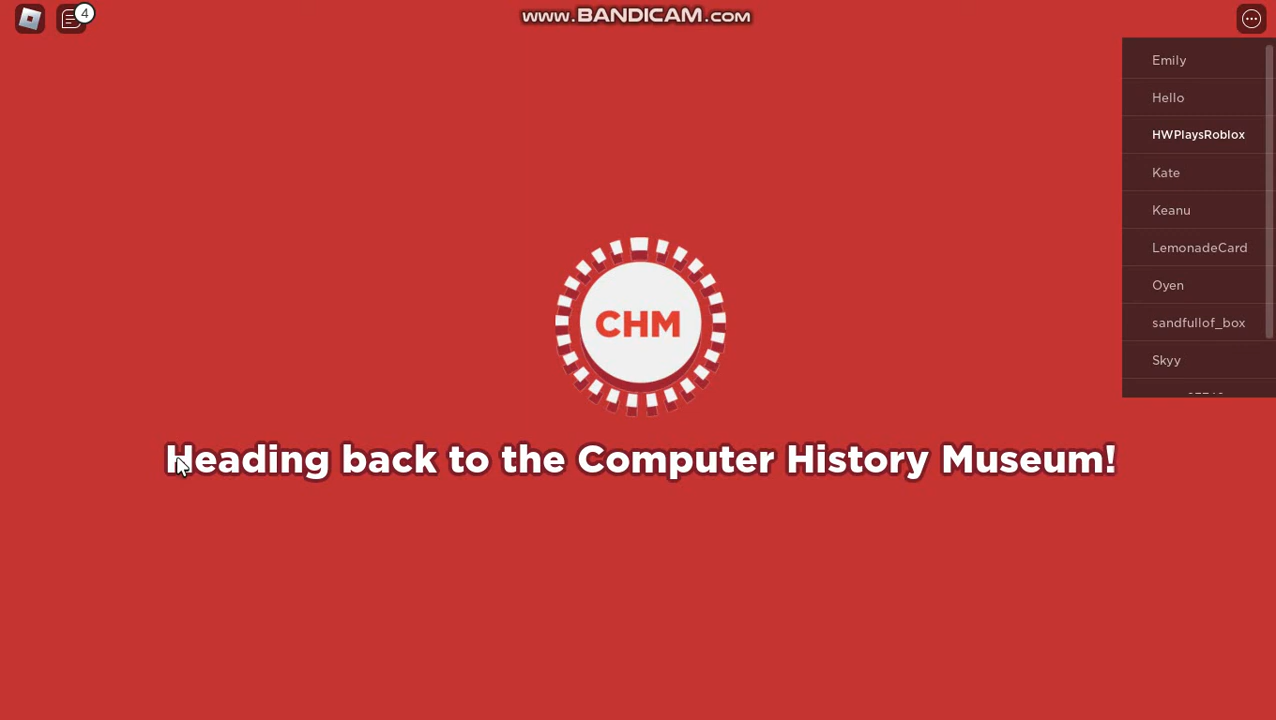 4
www.BANDICAM.com
Emily
Hello
HWPlaysRoblox
Kate
Keanu
LemonadeCard
Oyen
sandfullof_box
Skyy
CHM
Heading back to the Computer History Museum!